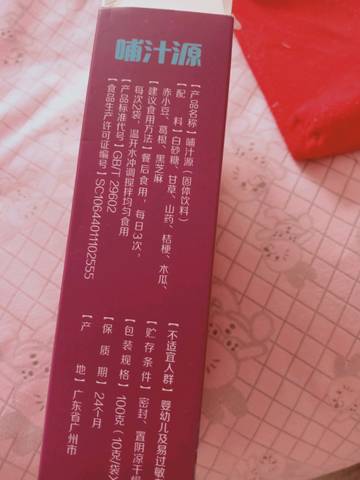 哺汁源
【产品名称】哺汁源（固体饮料）
【配 料】白砂糖、甘草、山药、桔梗、木瓜、
赤小豆、葛根、黑芝麻
【建议食用方法】餐后食用，每日3次，
每次2袋，温开水冲调搅拌均匀食用
【产品标准代号】GB/T 29602
【食品生产许可证编号】SC10644011102555
【不适宜人群】婴幼儿及易过敏
【贮存条件】密封、置阴凉干燥
【包装规格】100克（10克/袋
【保 质 期】24个月
【产 地】广东省广州市